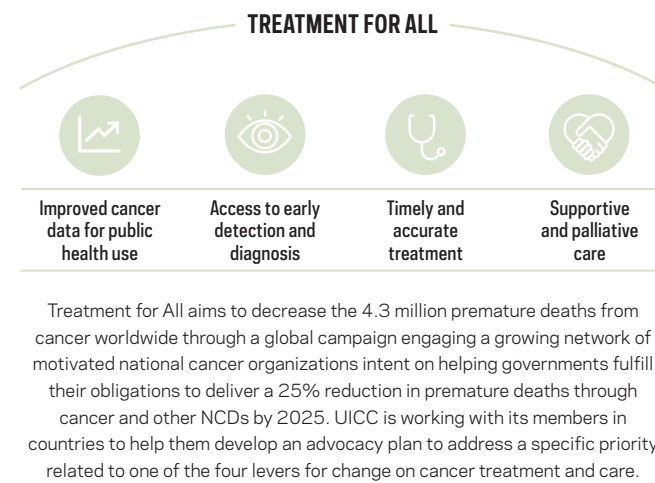 TREATMENT FOR ALL
Improved cancer
data for public
health use
Access to early
detection and
diagnosis
Timely and
accurate
treatment
Supportive
and palliative
care
Treatment for All aims to decrease the 4.3 million premature deaths from
cancer worldwide through a global campaign engaging a growing network of
motivated national cancer organizations intent on helping governments fulfill
their obligations to deliver a 25% reduction in premature deaths through
cancer and other NCDs by 2025. UICC is working with its members in
countries to help them develop an advocacy plan to address a specific priority
related to one of the four levers for change on cancer treatment and care.